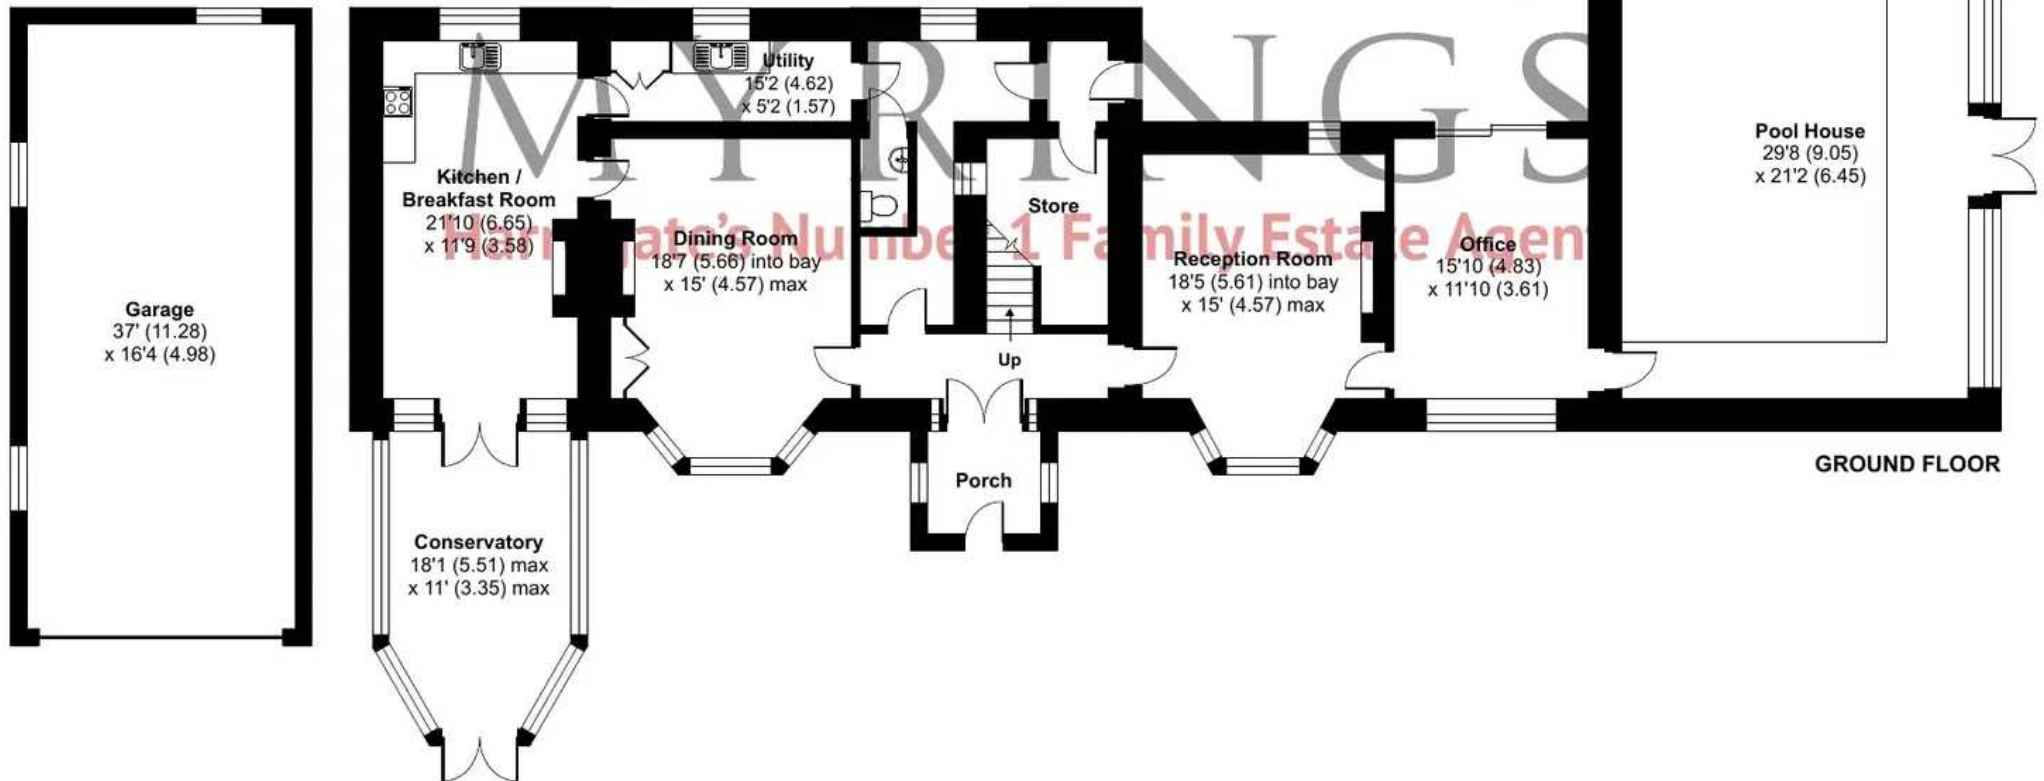 MYRINGS
Harrogate's Number 1 Family Estate Agent
Utility
15'2 (4.62)
x 5'2 (1.57)
Kitchen /
Breakfast Room
21'10 (6.65)
x 11'9 (3.58)
Dining Room
18'7 (5.66) into bay
x 15' (4.57) max
Store
Up
Reception Room
18'5 (5.61) into bay
x 15' (4.57) max
Office
15'10 (4.83)
x 11'10 (3.61)
Pool House
29'8 (9.05)
x 21'2 (6.45)
Garage
37' (11.28)
x 16'4 (4.98)
Porch
Conservatory
18'1 (5.51) max
x 11' (3.35) max
GROUND FLOOR